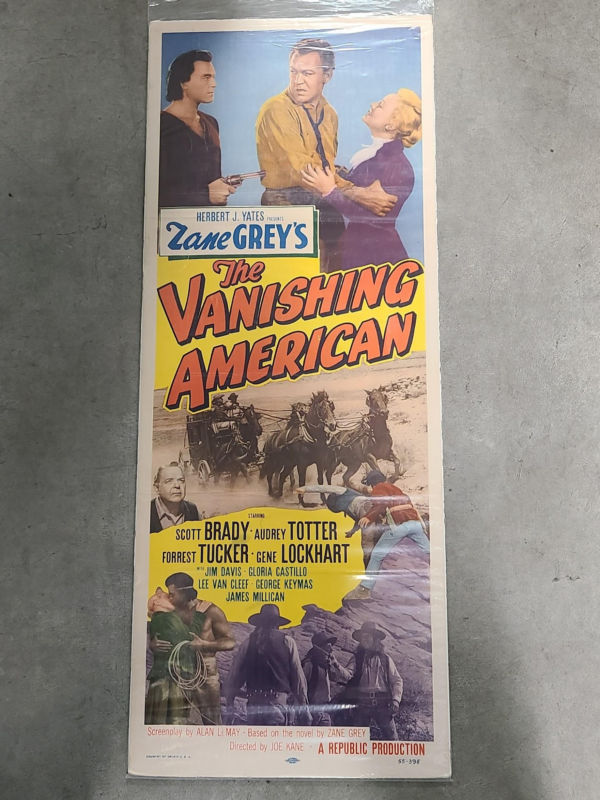 HERBERT J. YATES PRESENTS
Zane GREY'S
The
VANISHING
AMERICAN
STARRING
SCOTT BRADY · AUDREY TOTTER
FORREST TUCKER · GENE LOCKHART
WITH JIM DAVIS · GLORIA CASTILLO
LEE VAN CLEEF · GEORGE KEYMAS
JAMES MILLICAN
Screenplay by ALAN Le MAY - Based on the novel by ZANE GREY
Directed by JOE KANE - A REPUBLIC PRODUCTION
55-398